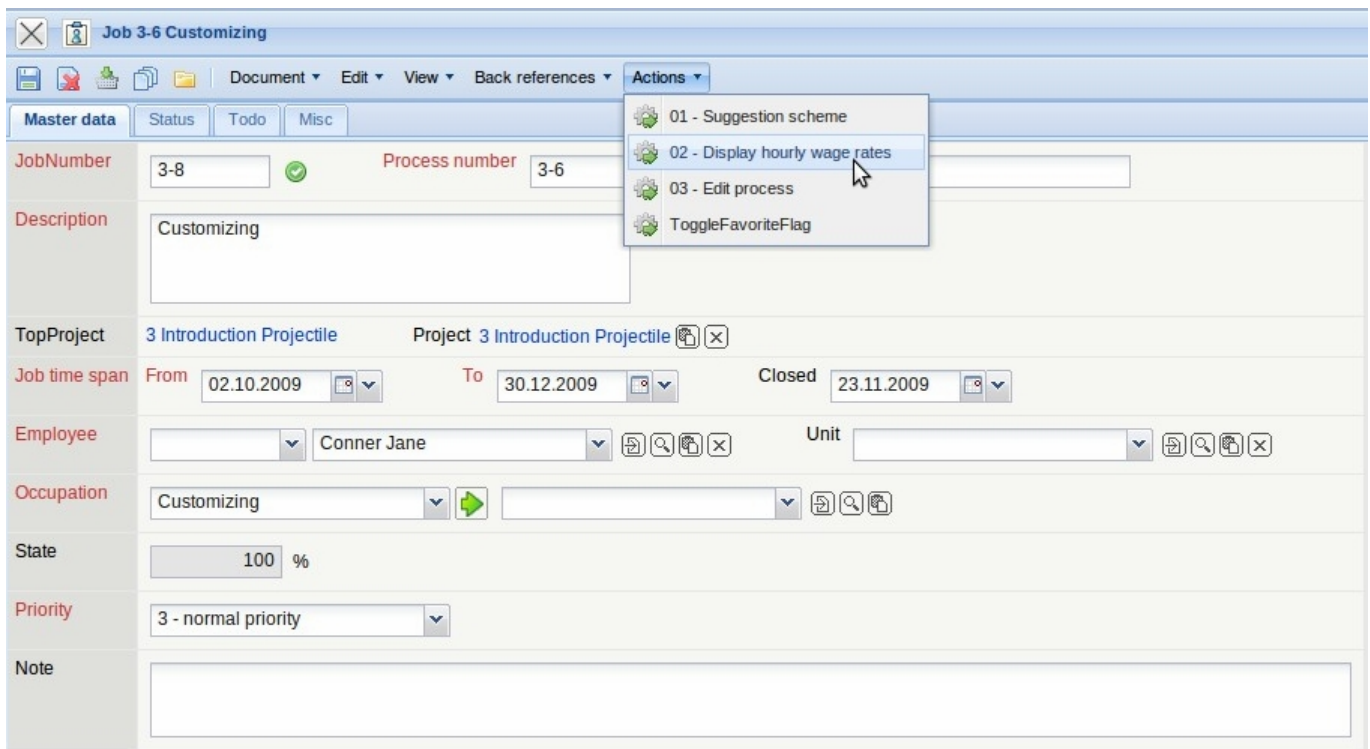 Job 3-6 Customizing
Document Edit View Back references Actions
Master data Status Todo Misc
01 - Suggestion scheme
02 - Display hourly wage rates
03 - Edit process
ToggleFavoriteFlag
JobNumber 3-8 Process number 3-6
Description Customizing
TopProject 3 Introduction Projectile Project 3 Introduction Projectile
Job time span From 02.10.2009 To 30.12.2009 Closed 23.11.2009
Employee Conner Jane Unit
Occupation Customizing
State 100 %
Priority 3 - normal priority
Note